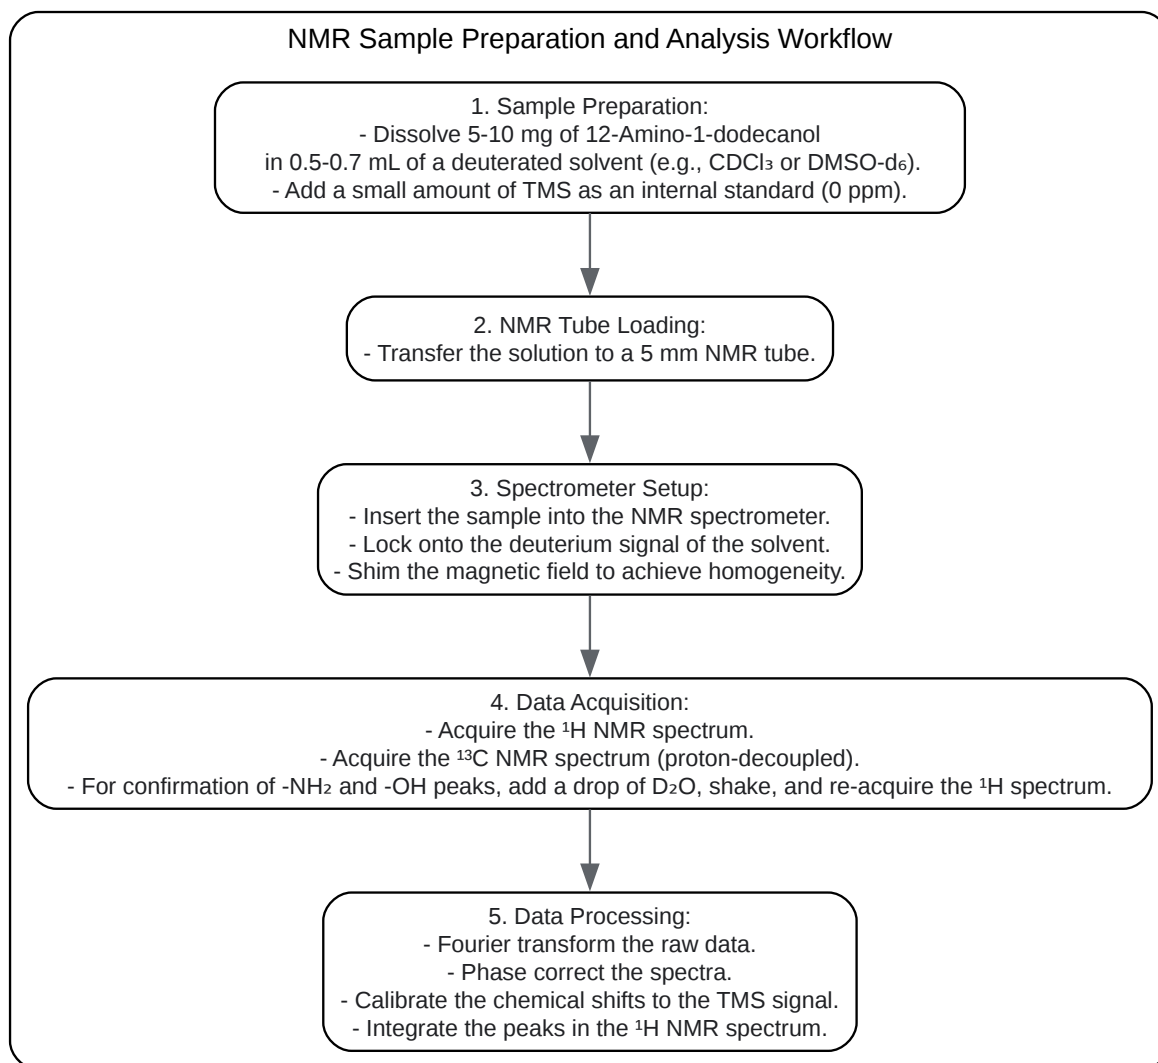 NMR Sample Preparation and Analysis Workflow
1. Sample Preparation:
- Dissolve 5-10 mg of 12-Amino-1-dodecanol
in 0.5-0.7 mL of a deuterated solvent (e.g., CDCl₃ or DMSO-d₆).
- Add a small amount of TMS as an internal standard (0 ppm).
2. NMR Tube Loading:
- Transfer the solution to a 5 mm NMR tube.
3. Spectrometer Setup:
- Insert the sample into the NMR spectrometer.
- Lock onto the deuterium signal of the solvent.
- Shim the magnetic field to achieve homogeneity.
4. Data Acquisition:
- Acquire the ¹H NMR spectrum.
- Acquire the ¹³C NMR spectrum (proton-decoupled).
- For confirmation of -NH₂ and -OH peaks, add a drop of D₂O, shake, and re-acquire the ¹H spectrum.
5. Data Processing:
- Fourier transform the raw data.
- Phase correct the spectra.
- Calibrate the chemical shifts to the TMS signal.
- Integrate the peaks in the ¹H NMR spectrum.